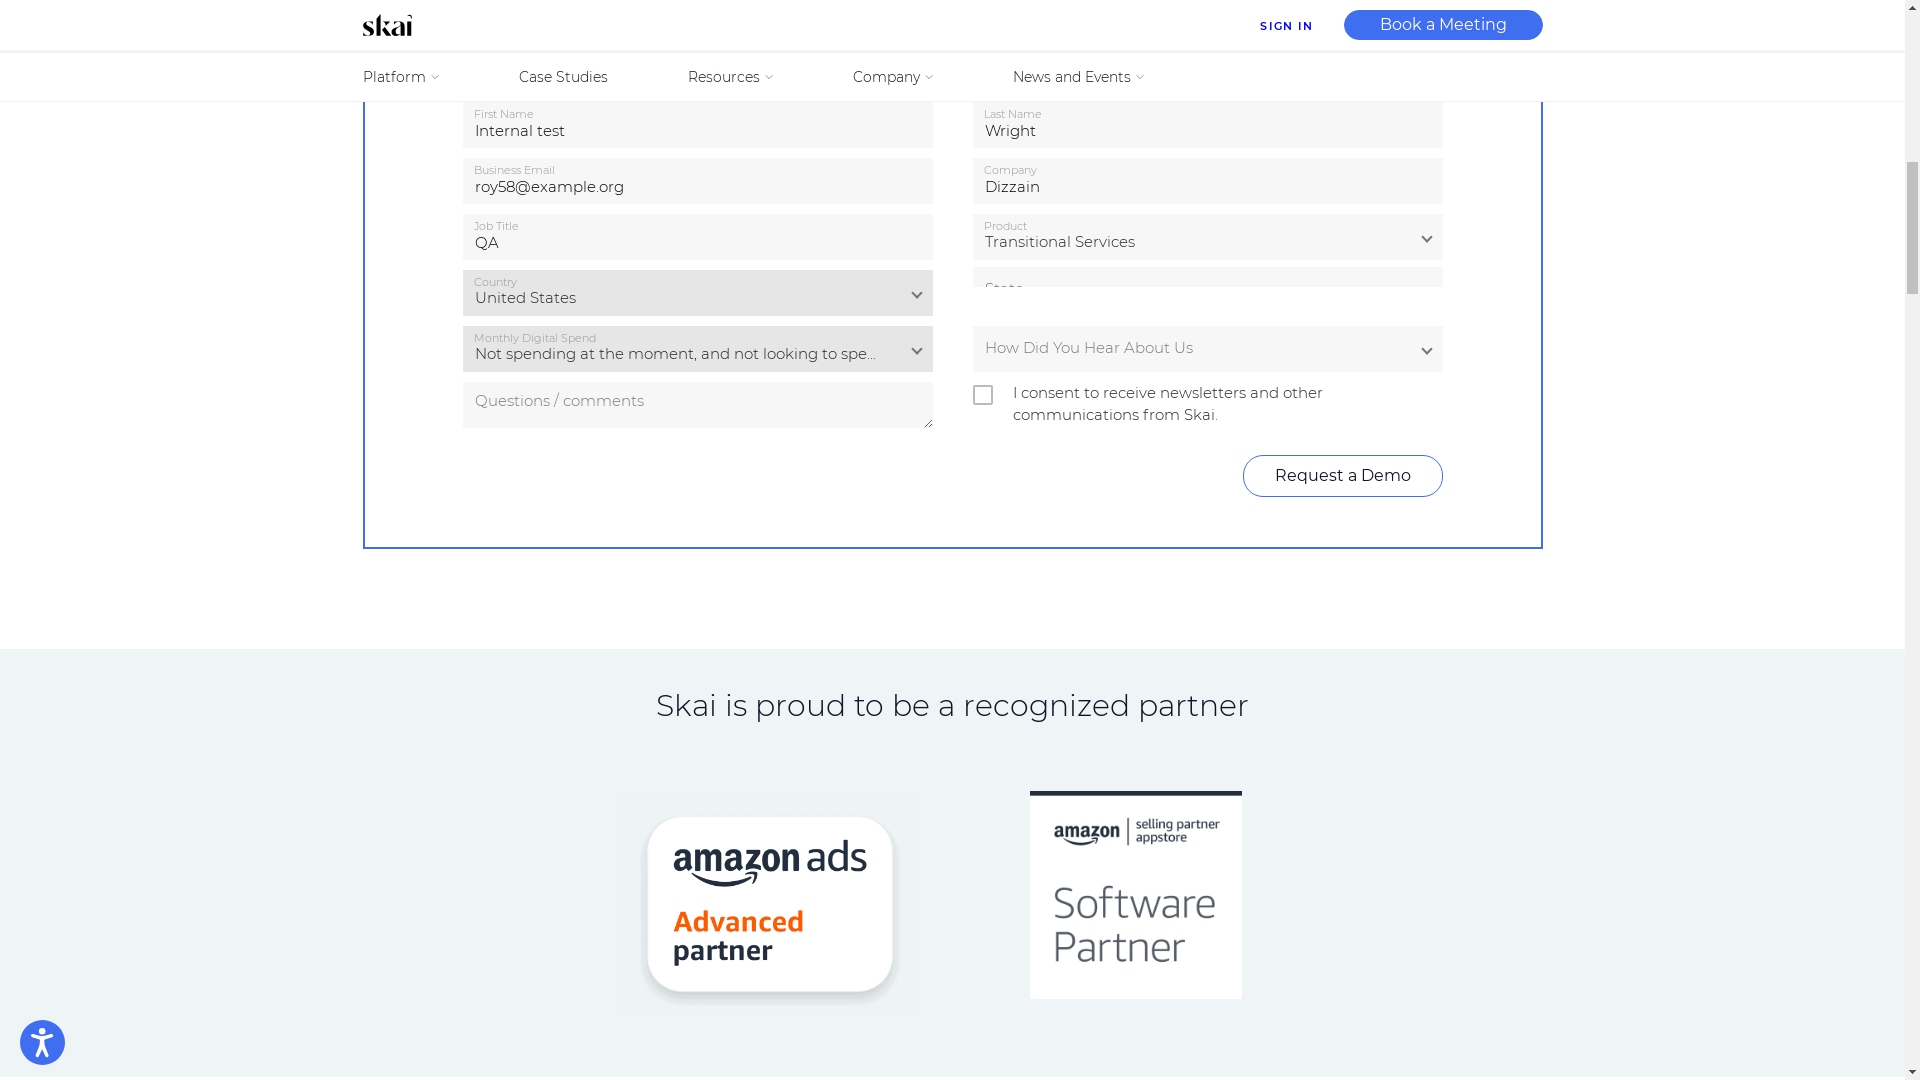 skai
SIGN IN
Book a Meeting
Platform
Case Studies
Resources
Company
News and Events
First Name
Internal test
Last Name
Wright
Business Email
roy58@example.org
Company
Dizzain
Job Title
QA
Product
Transitional Services
Country
United States
State
Monthly Digital Spend
Not spending at the moment, and not looking to spe...
How Did You Hear About Us
Questions / comments
I consent to receive newsletters and other
communications from Skai.
Request a Demo
Skai is proud to be a recognized partner
amazon ads
Advanced
partner
amazon
selling partner
appstore
Software
Partner